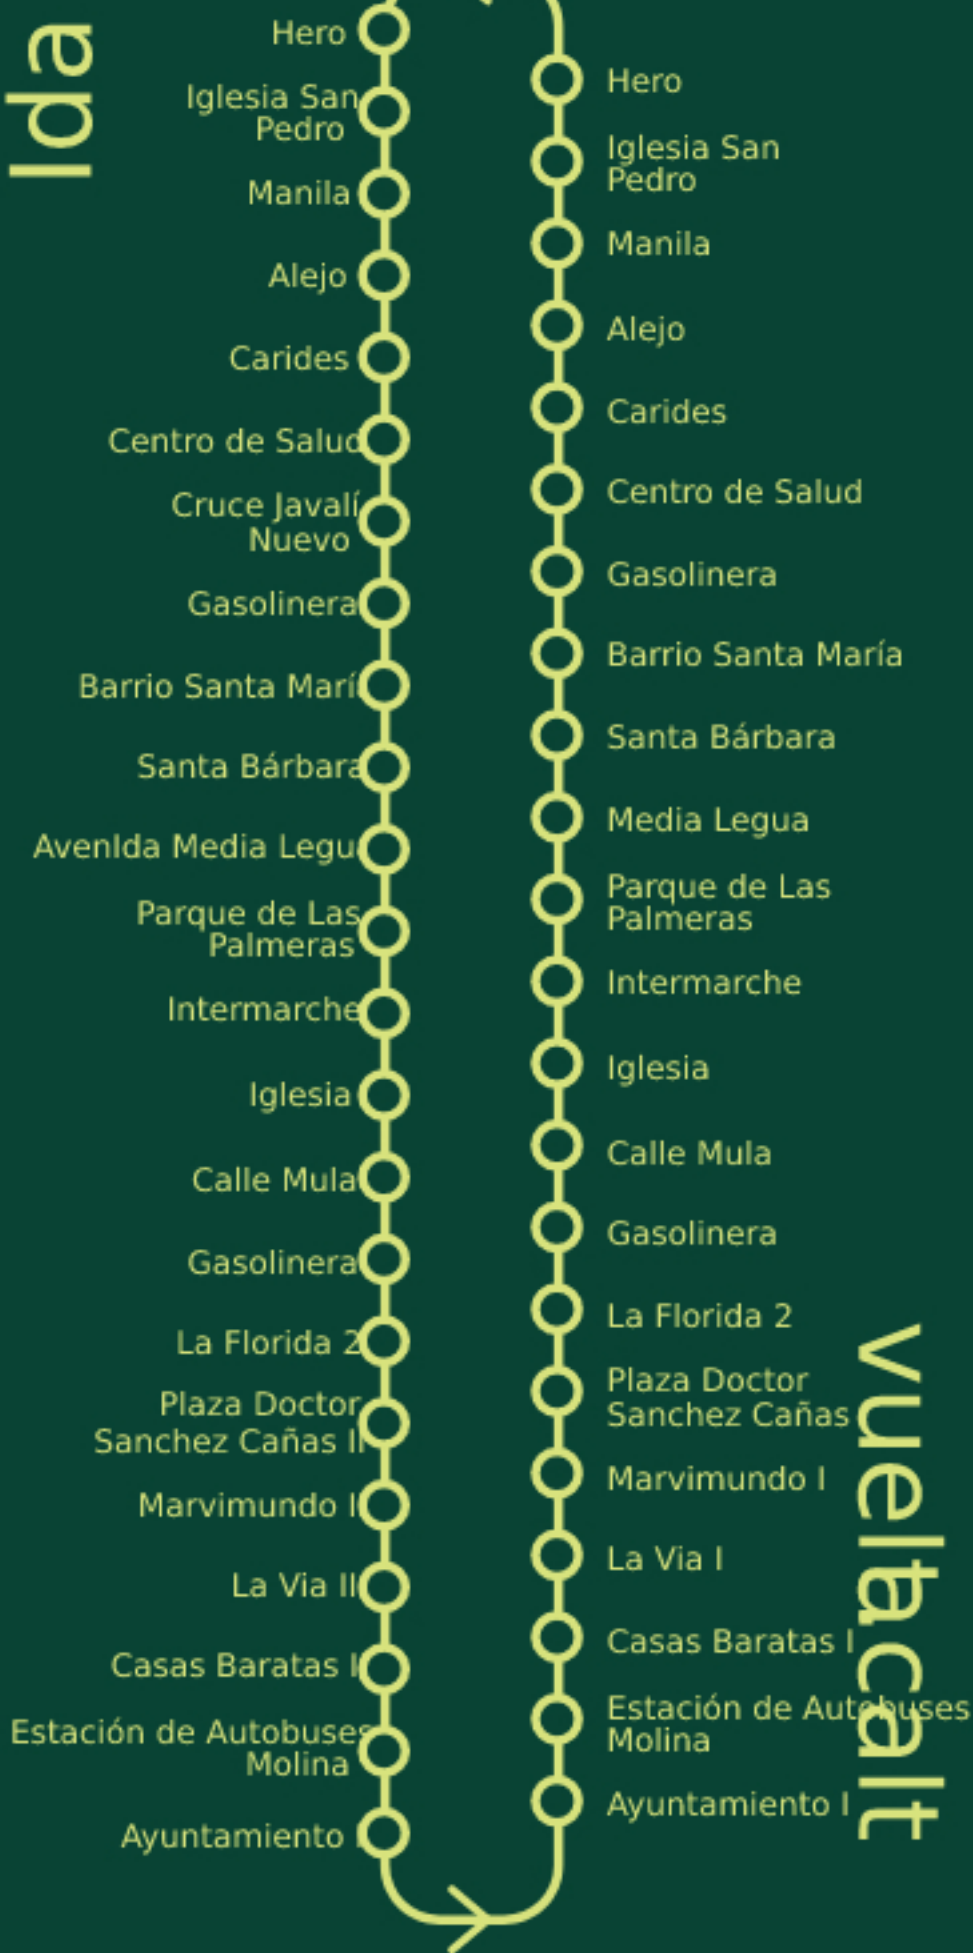 Ida
Hero
Iglesia San
Pedro
Manila
Alejo
Carides
Centro de Salud
Cruce Javalí
Nuevo
Gasolinera
Barrio Santa Marí
Santa Bárbara
AvenIda Media Legu
Parque de Las
Palmeras
Intermarche
Iglesia
Calle Mula
Gasolinera
La Florida 2
Plaza Doctor
Sanchez Cañas II
Marvimundo I
La Via II
Casas Baratas I
Estación de Autobuses
Molina
Ayuntamiento I
Hero
Iglesia San
Pedro
Manila
Alejo
Carides
Centro de Salud
Gasolinera
Barrio Santa María
Santa Bárbara
Media Legua
Parque de Las
Palmeras
Intermarche
Iglesia
Calle Mula
Gasolinera
La Florida 2
Plaza Doctor
Sanchez Cañas
Marvimundo I
La Via I
Casas Baratas I
Estación de Autobuses
Molina
Ayuntamiento I
vueltacalt